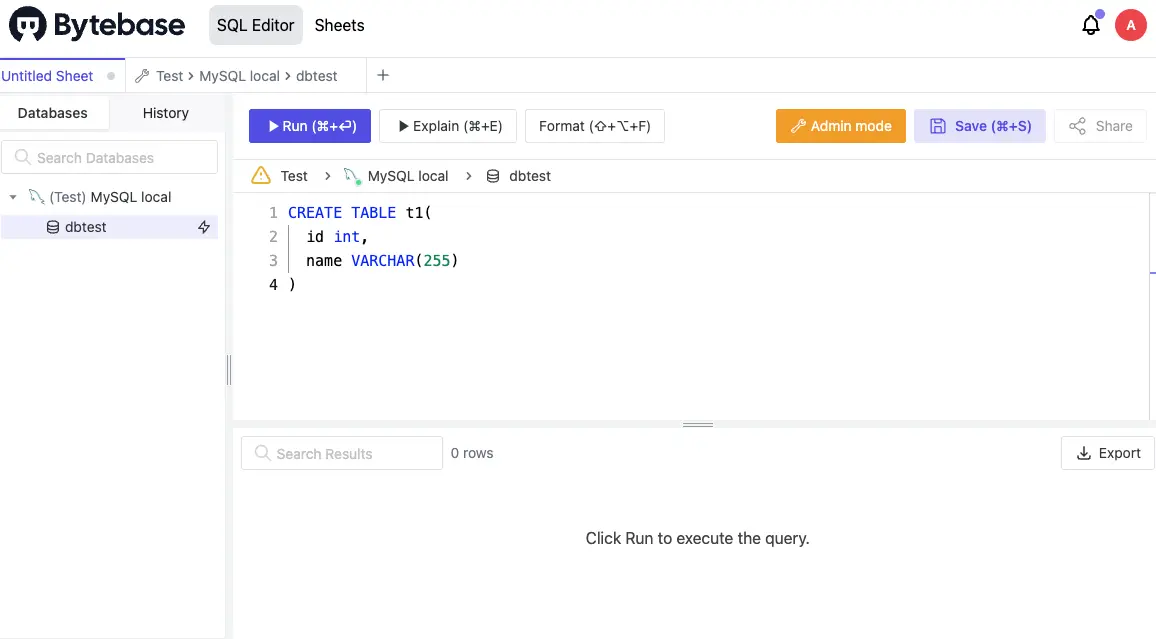 Bytebase SQL Editor Sheets A
Untitled Sheet Test > MySQL local > dbtest +
Databases History
Run (⌘+⏎) Explain (⌘+E) Format (⇧+⌥+F) Admin mode Save (⌘+S) Share
Search Databases
Test > MySQL local > dbtest
(Test) MySQL local
dbtest
1 CREATE TABLE t1(
2 id int,
3 name VARCHAR(255)
4 )
Search Results 0 rows Export
Click Run to execute the query.